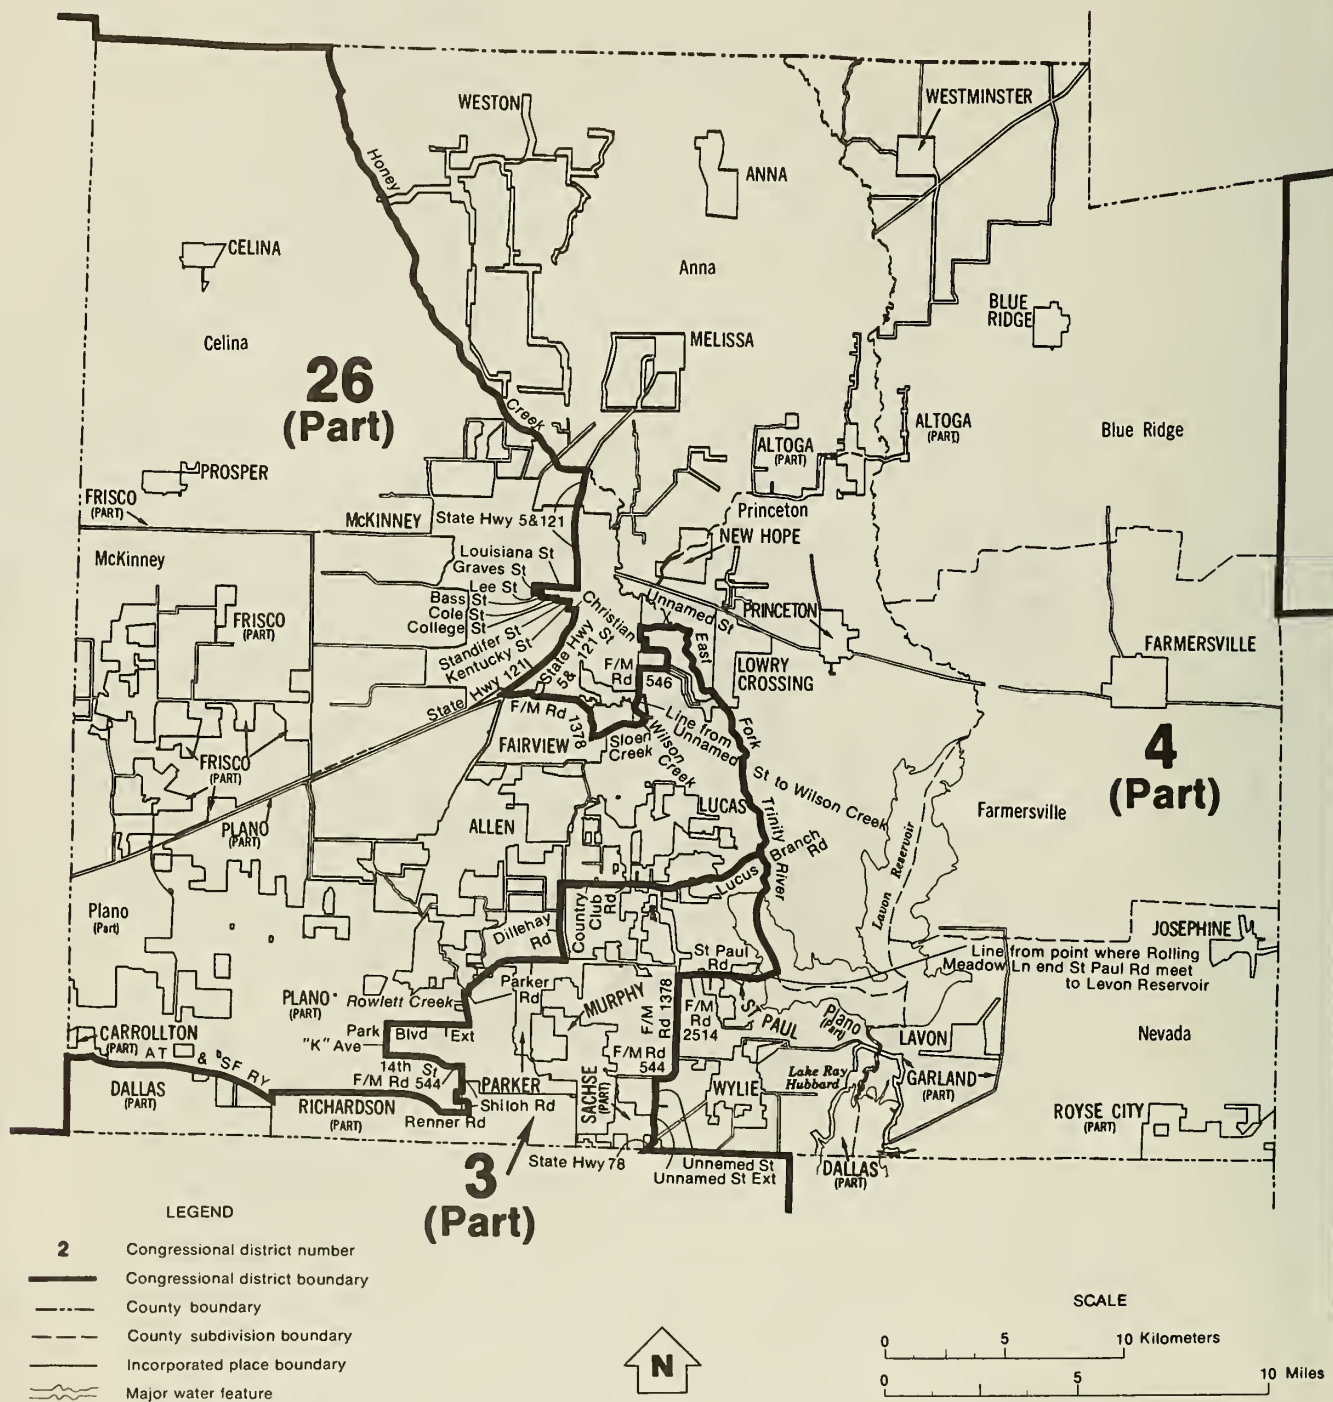 WESTON
WESTMINSTER
Honey
ANNA
CELINA
Anna
BLUE
RIDGE
Celina
MELISSA
26
(Part)
Creek
ALTOGA
(PART)
ALTOGA
(PART)
Blue Ridge
PROSPER
FRISCO
(PART)
McKINNEY
State Hwy 5&121
Princeton
NEW HOPE
McKinney
Louisiana St
Graves St
Lee St
Bass St
Cole St
College St
Standifer St
Kentucky St
State Hwy 121
Christian
State Hwy
5& 121 St
Unnamed St
PRINCETON
FRISCO
(PART)
East
F/M
Rd
546
LOWRY
CROSSING
FARMERSVILLE
F/M Rd 1378
FAIRVIEW
Sloen
Creek
Wilson
Creek
Line from
Unnamed
St to Wilson Creek
Fork
Trinity
River
4
(Part)
FRISCO
(PART)
PLANO
(PART)
ALLEN
LUCAS
Farmersville
Lavon Reservoir
Lucus Branch
Rd
Plano
(Part)
Dillehay
Rd
Country
Club
Rd
St Paul
Rd
JOSEPHINE
Line from point where Rolling
Meadow Ln end St Paul Rd meet
to Levon Reservoir
PLANO
(PART)
Rowlett Creek
Parker
Rd
MURPHY
F/M
Rd 1378
F/M
Rd
2514
ST PAUL
Plano
(Part)
LAVON
Nevada
CARROLLTON
(PART)
AT & SF RY
Park Blvd Ext
"K" Ave
14th St
F/M Rd 544
F/M Rd
544
DALLAS
(PART)
RICHARDSON
(PART)
PARKER
Shiloh Rd
Renner Rd
SACHSE
(PART)
WYLIE
Lake Ray
Hubbard
GARLAND
(PART)
ROYSE CITY
(PART)
State Hwy 78
Unnemed St
Unnamed St Ext
DALLAS
(PART)
3
(Part)
LEGEND
2 Congressional district number
Congressional district boundary
County boundary
County subdivision boundary
Incorporated place boundary
Major water feature
N
SCALE
0 5 10 Kilometers
0 5 10 Miles